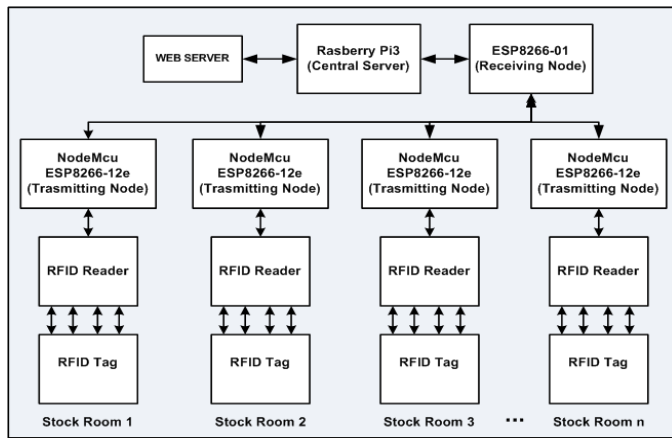 WEB SERVER
Rasberry Pi3
(Central Server)
ESP8266-01
(Receiving Node)
NodeMcu
ESP8266-12e
(Trasmitting Node)
NodeMcu
ESP8266-12e
(Trasmitting Node)
NodeMcu
ESP8266-12e
(Trasmitting Node)
NodeMcu
ESP8266-12e
(Trasmitting Node)
RFID Reader
RFID Reader
RFID Reader
RFID Reader
RFID Tag
RFID Tag
RFID Tag
RFID Tag
Stock Room 1
Stock Room 2
Stock Room 3
...
Stock Room n